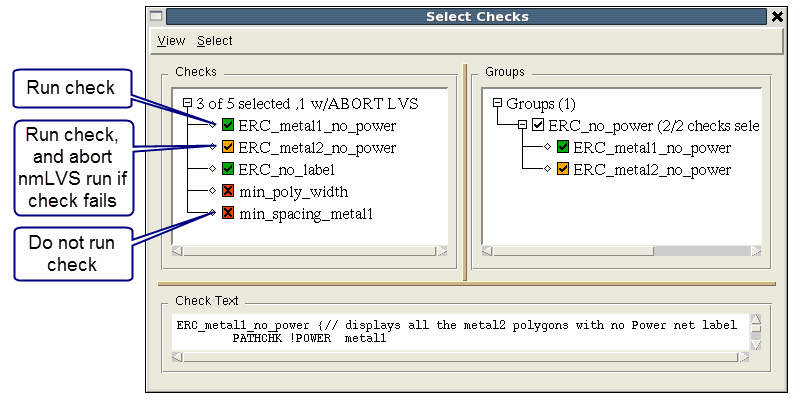 Select Checks
View Select
Run check
Run check,
and abort
nmLVS run if
check fails
Do not run
check
Checks
3 of 5 selected ,1 w/ABORT LVS
ERC_metal1_no_power
ERC_metal2_no_power
ERC_no_label
min_poly_width
min_spacing_metal1
Groups
Groups (1)
ERC_no_power (2/2 checks sele
ERC_metal1_no_power
ERC_metal2_no_power
Check Text
ERC_metal1_no_power {// displays all the metal2 polygons with no Power net label
PATHCHK !POWER metal1